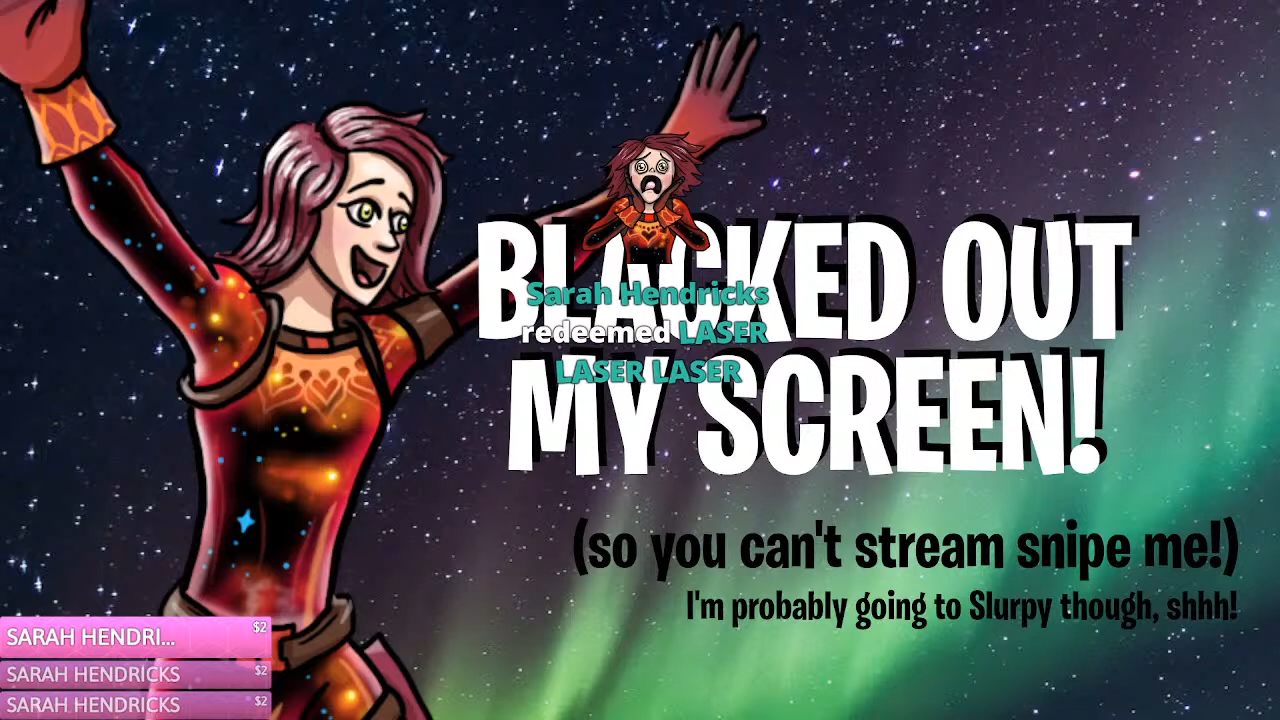 BLACKED OUT
MY SCREEN!
Sarah Hendricks
redeemed LASER
LASER LASER
(so you can't stream snipe me!)
I'm probably going to Slurpy though, shhh!
SARAH HENDRI... $2
SARAH HENDRICKS $2
SARAH HENDRICKS $2